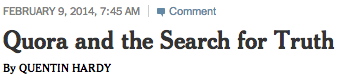 FEBRUARY 9, 2014, 7:45 AM Comment
Quora and the Search for Truth
By QUENTIN HARDY